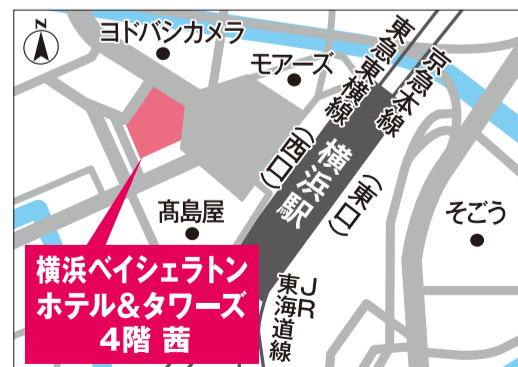 N
ヨドバシカメラ
モアーズ
京急本線
東急東横線
(西口)
横浜駅
(東口)
髙島屋
そごう
横浜ベイシェラトン
ホテル&タワーズ
4階 茜
JR
東海道線